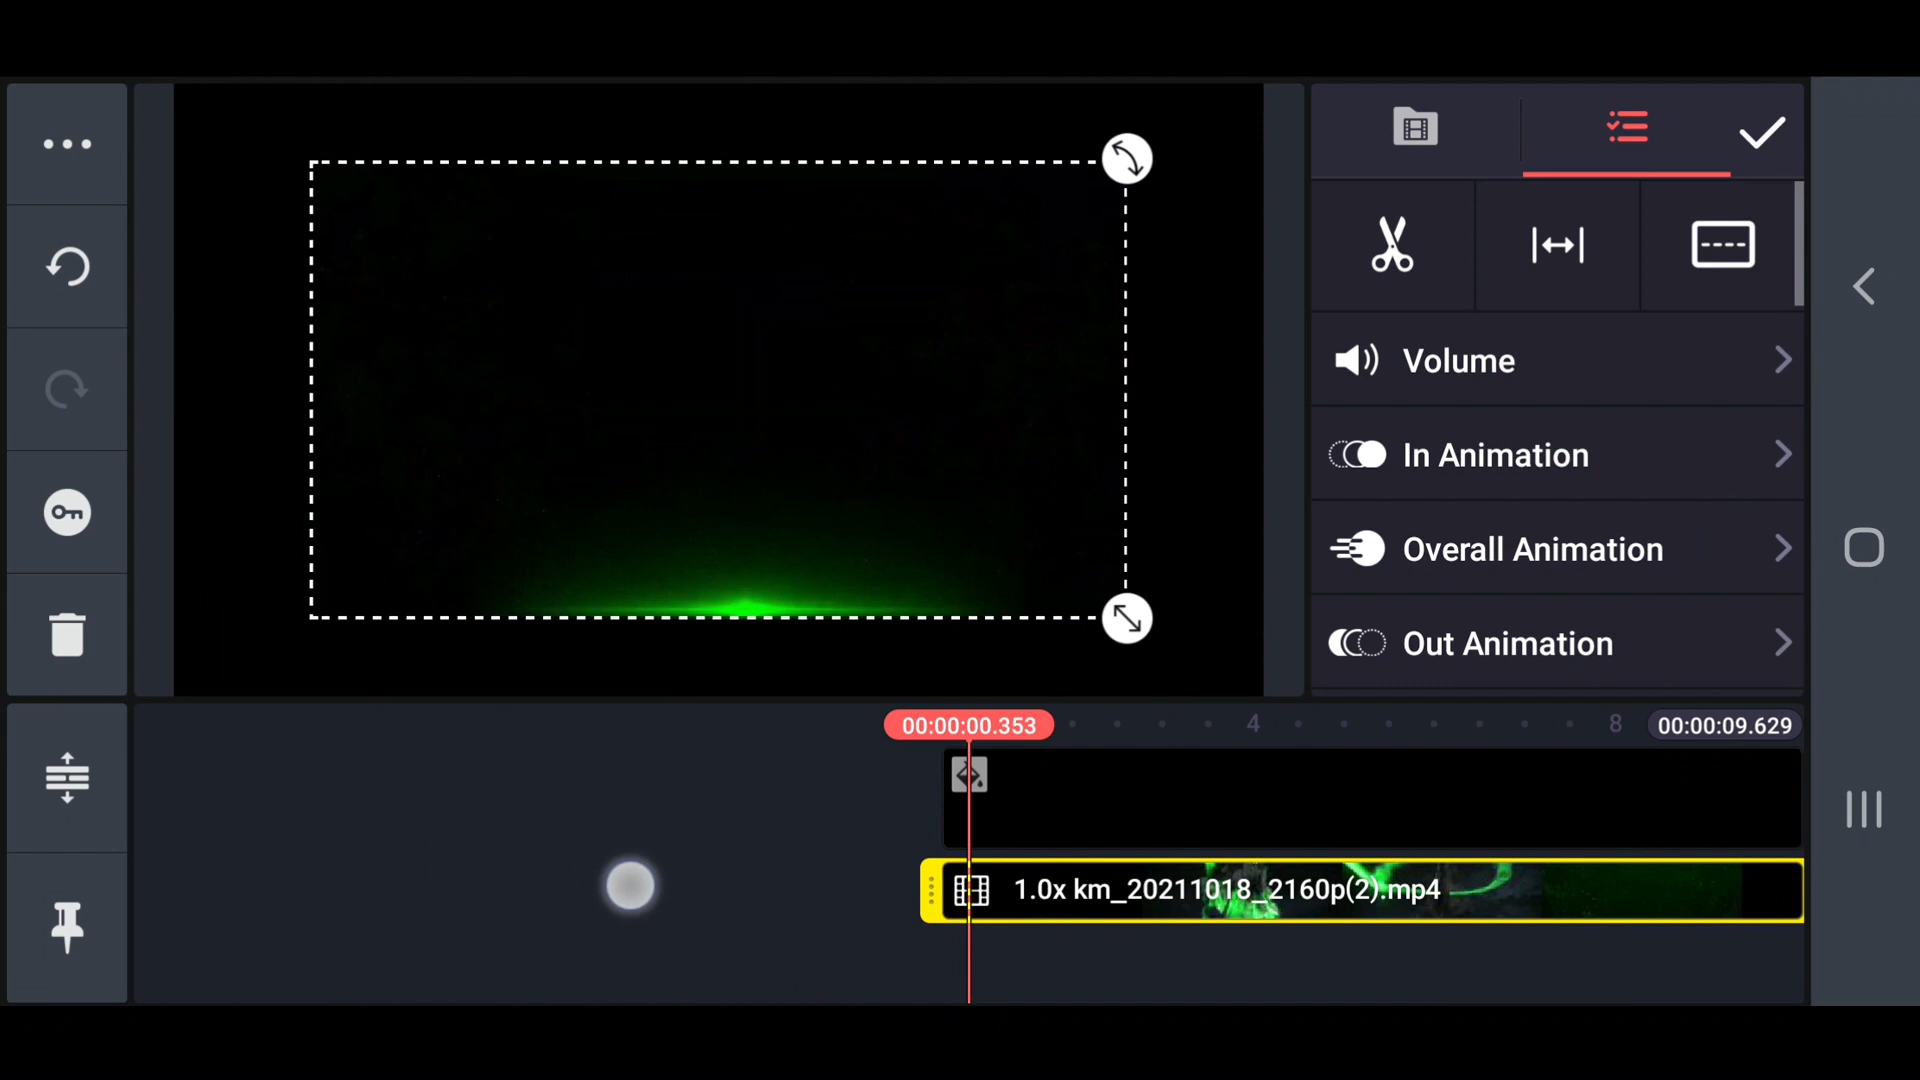 Volume
In Animation
Overall Animation
Out Animation
00:00:00.353
4
8
00:00:09.629
1.0x km_20211018_2160p(2).mp4